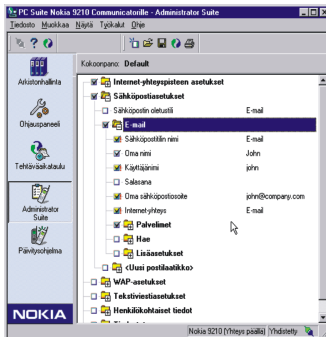 PC Suite Nokia 9210 Communicatorille - Administrator Suite
Tiedosto Muokkaa Näytä Työkalut Ohje
Kokoonpano: Default
Arkistonhallinta
Ohjauspaneeli
Tehtäväaikataulu
Administrator
Suite
Päivitysohjelma
NOKIA
Internet-yhteyspisteen asetukset
Sähköpostiasetukset
Sähköpostin oletustili E-mail
E-mail
Sähköpostitilin nimi E-mail
Oma nimi John
Käyttäjänimi john
Salasana
Oma sähköpostiosoite john@company.com
Internet-yhteys E-mail
Palvelimet
Hae
Lisäasetukset
<Uusi postilaatikko>
WAP-asetukset
Tekstiviestiasetukset
Henkilökohtaiset tiedot
Nokia 9210 (Yhteys päällä) Yhdistetty